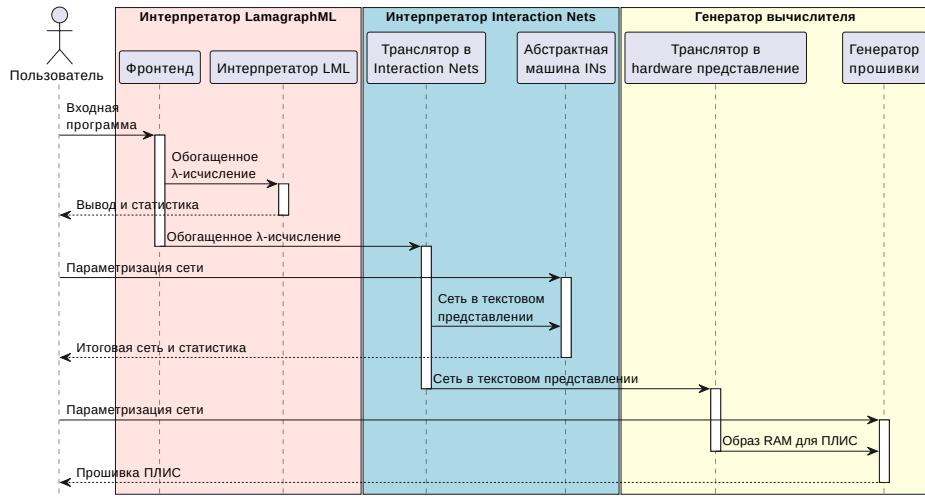 Интерпретатор LamagraphML
Интерпретатор Interaction Nets
Генератор вычислителя
Пользователь
Фронтенд
Интерпретатор LML
Транслятор в
Interaction Nets
Абстрактная
машина INs
Транслятор в
hardware представление
Генератор
прошивки
Входная
программа
Обогащенное
λ-исчисление
Вывод и статистика
Обогащенное λ-исчисление
Параметризация сети
Сеть в текстовом
представлении
Итоговая сеть и статистика
Сеть в текстовом представлении
Параметризация сети
Образ RAM для ПЛИС
Прошивка ПЛИС